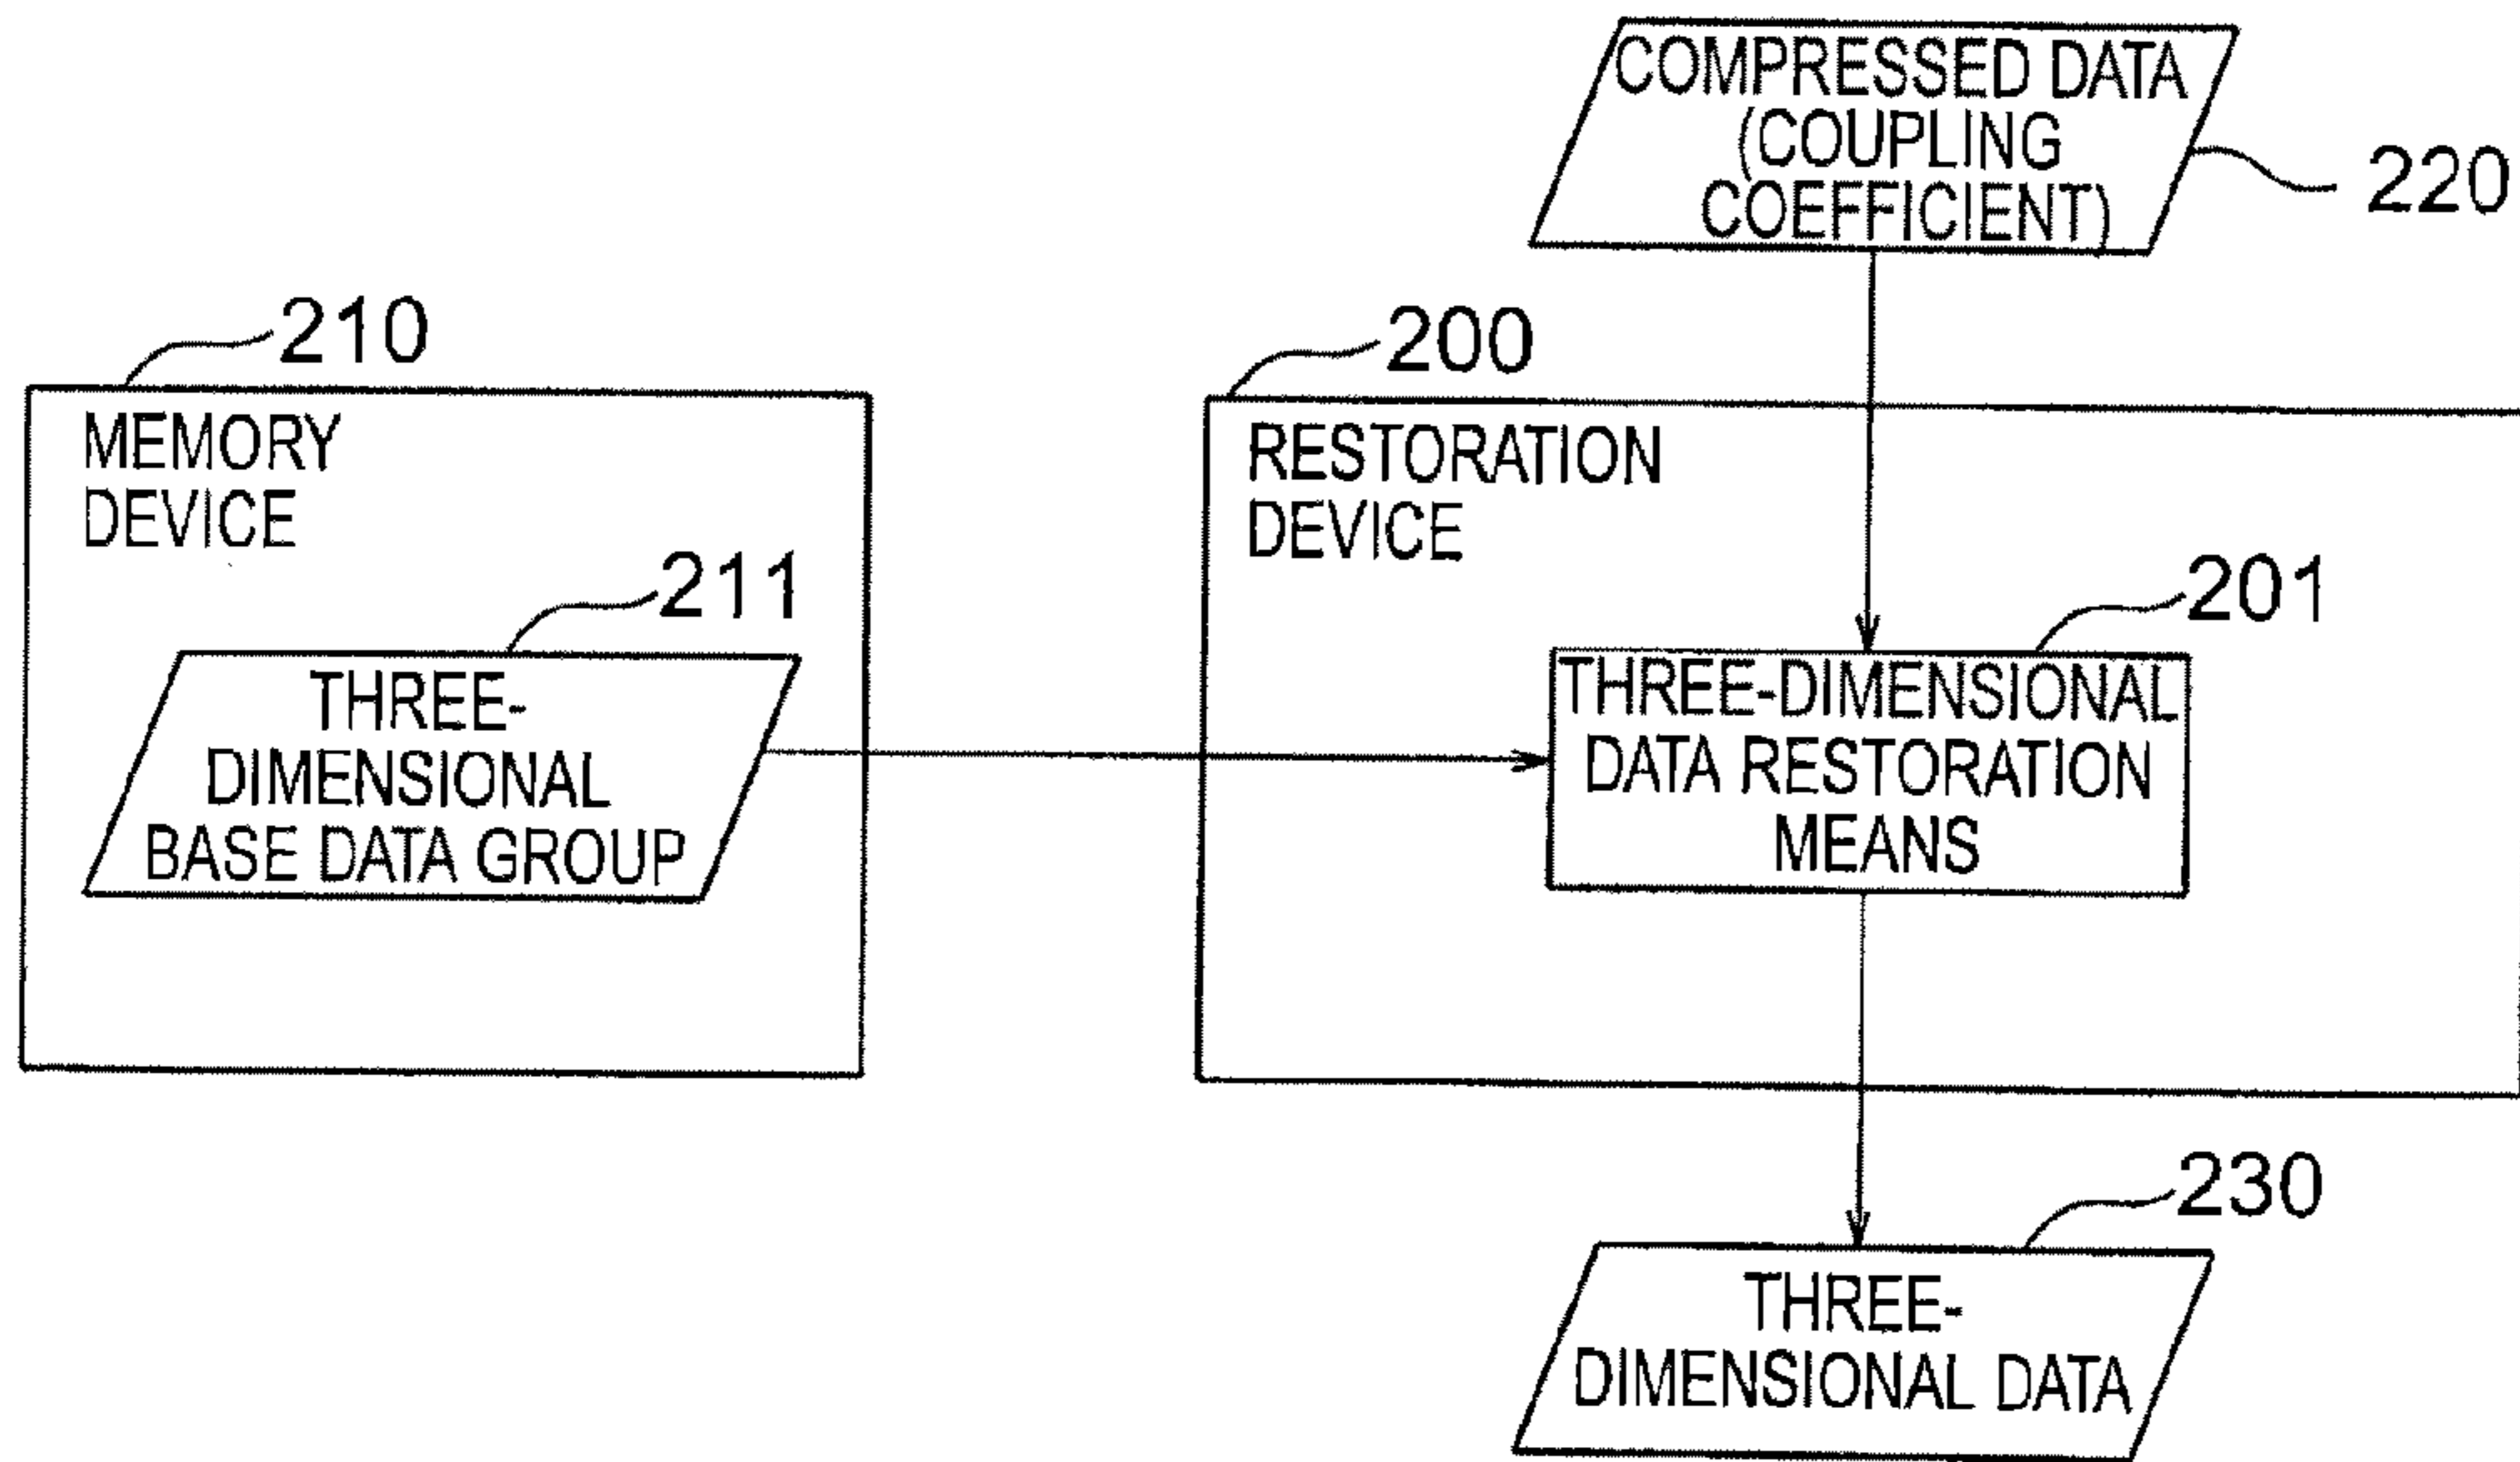 COMPRESSED DATA
(COUPLING
COEFFICIENT)
220
210
200
MEMORY
DEVICE
RESTORATION
DEVICE
211
201
THREE-
DIMENSIONAL
BASE DATA GROUP
THREE-DIMENSIONAL
DATA RESTORATION
MEANS
230
THREE-
DIMENSIONAL DATA